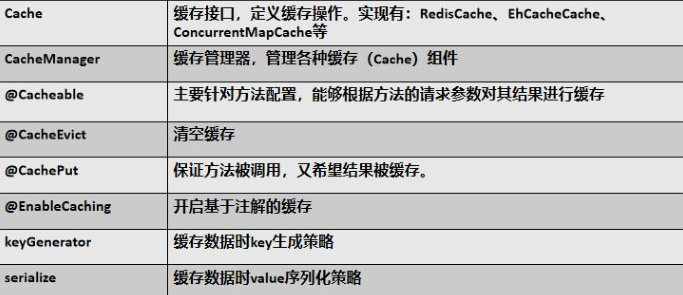 Cache 缓存接口，定义缓存操作。实现有：RedisCache、EhCacheCache、
ConcurrentMapCache等
CacheManager 缓存管理器，管理各种缓存（Cache）组件
@Cacheable 主要针对方法配置，能够根据方法的请求参数对其结果进行缓存
@CacheEvict 清空缓存
@CachePut 保证方法被调用，又希望结果被缓存。
@EnableCaching 开启基于注解的缓存
keyGenerator 缓存数据时key生成策略
serialize 缓存数据时value序列化策略